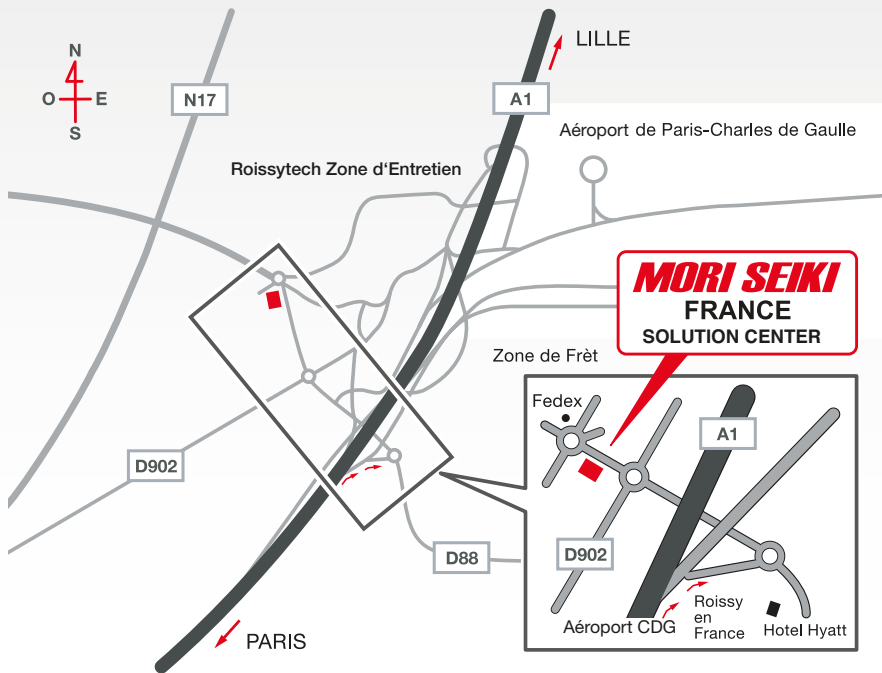 LILLE
N
O E
S
N17
A1
Aéroport de Paris-Charles de Gaulle
Roissytech Zone d‘Entretien
MORI SEIKI
FRANCE
SOLUTION CENTER
Zone de Frèt
Fedex
A1
D902
D902
D88
Aéroport CDG
Roissy
en
France
Hotel Hyatt
PARIS